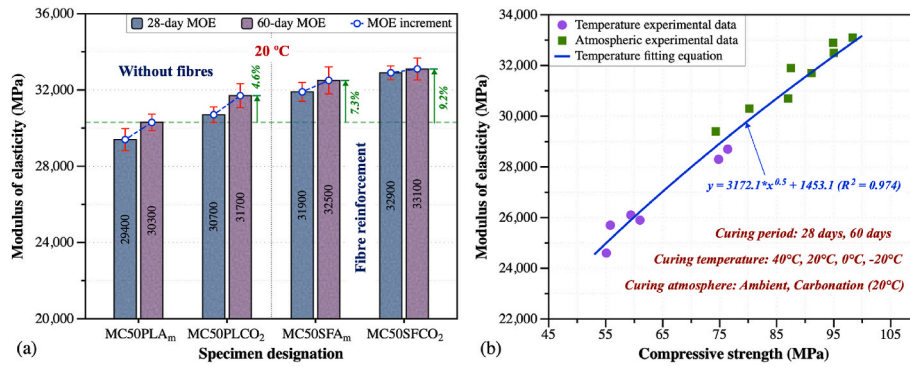 28-day MOE 60-day MOE MOE increment
20 ºC
Without fibres
4.6%
7.3%
9.2%
Fibre reinforcement
29400
30300
30700
31700
31900
32500
32900
33100
36,000
32,000
28,000
24,000
20,000
Modulus of elasticity (MPa)
MC50PLAm MC50PLCO2 MC50SFAm MC50SFCO2
(a) Specimen designation
Temperature experimental data
Atmospheric experimental data
Temperature fitting equation
y = 3172.1*x^0.5 + 1453.1 (R² = 0.974)
Curing period: 28 days, 60 days
Curing temperature: 40°C, 20°C, 0°C, -20°C
Curing atmosphere: Ambient, Carbonation (20°C)
34,000
32,000
30,000
28,000
26,000
24,000
22,000
Modulus of elasticity (MPa)
45 55 65 75 85 95 105
(b) Compressive strength (MPa)